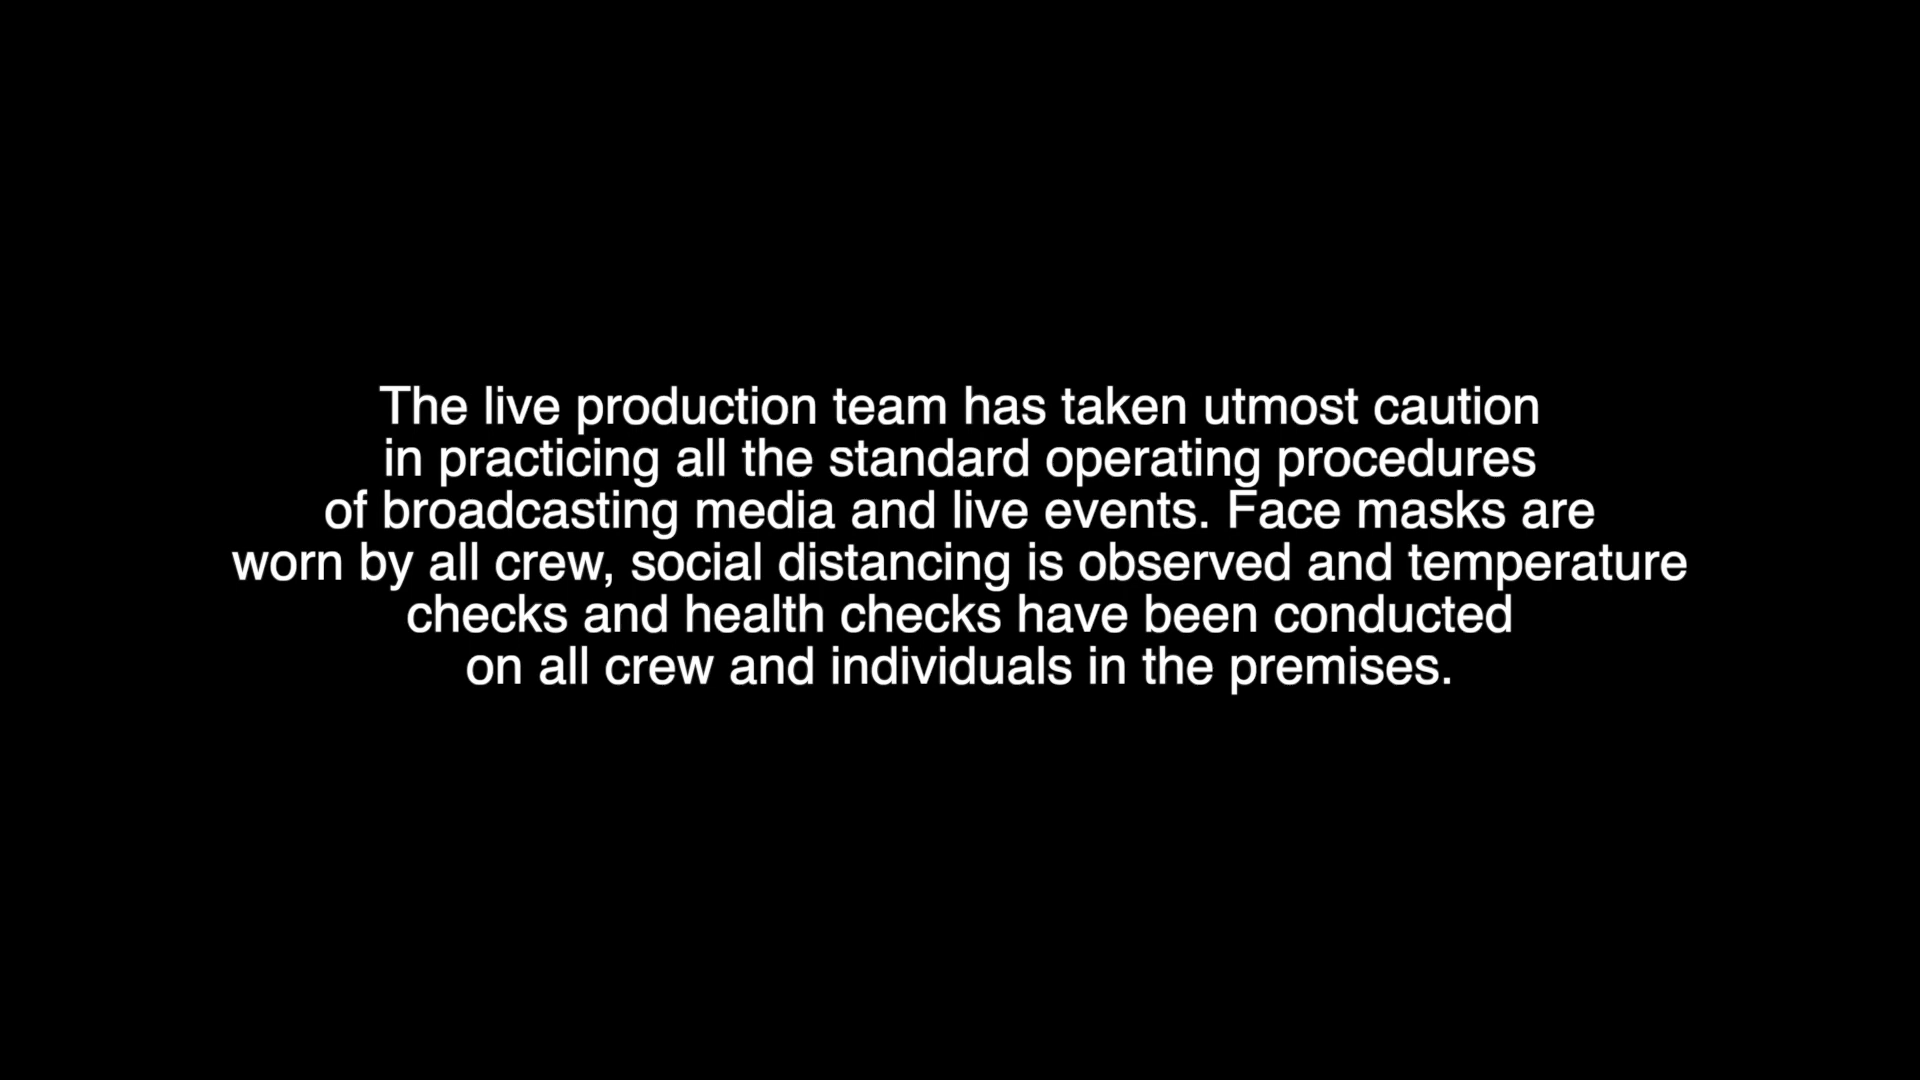 The live production team has taken utmost caution
in practicing all the standard operating procedures
of broadcasting media and live events. Face masks are
worn by all crew, social distancing is observed and temperature
checks and health checks have been conducted
on all crew and individuals in the premises.